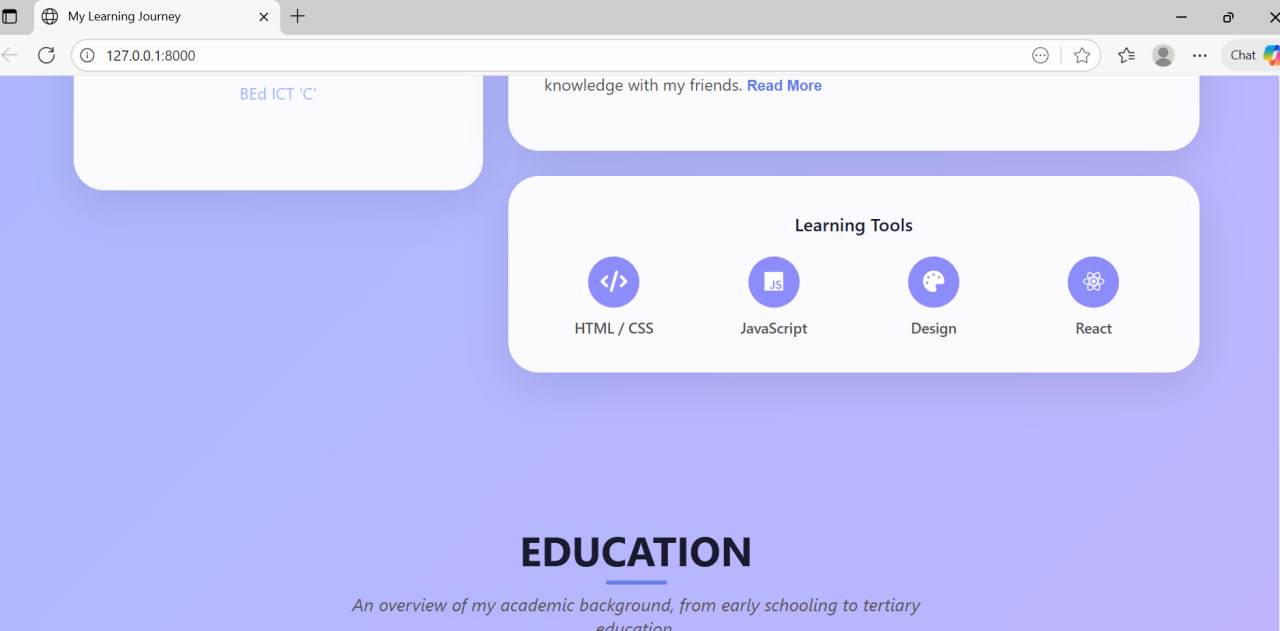 My Learning Journey
127.0.0.1:8000
Chat
BEd ICT 'C'
knowledge with my friends. Read More
Learning Tools
JS
HTML / CSS
JavaScript
Design
React
EDUCATION
An overview of my academic background, from early schooling to tertiary
education.